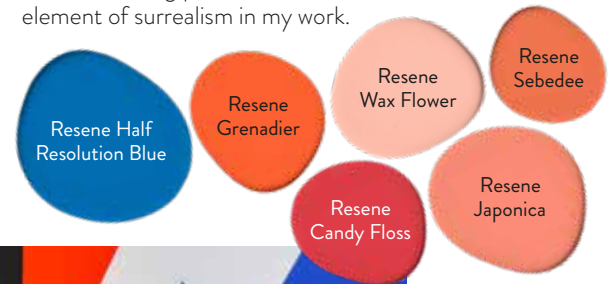 element of surrealism in my work.
Resene Half
Resolution Blue
Resene
Grenadier
Resene
Wax Flower
Resene
Sebedee
Resene
Candy Floss
Resene
Japonica